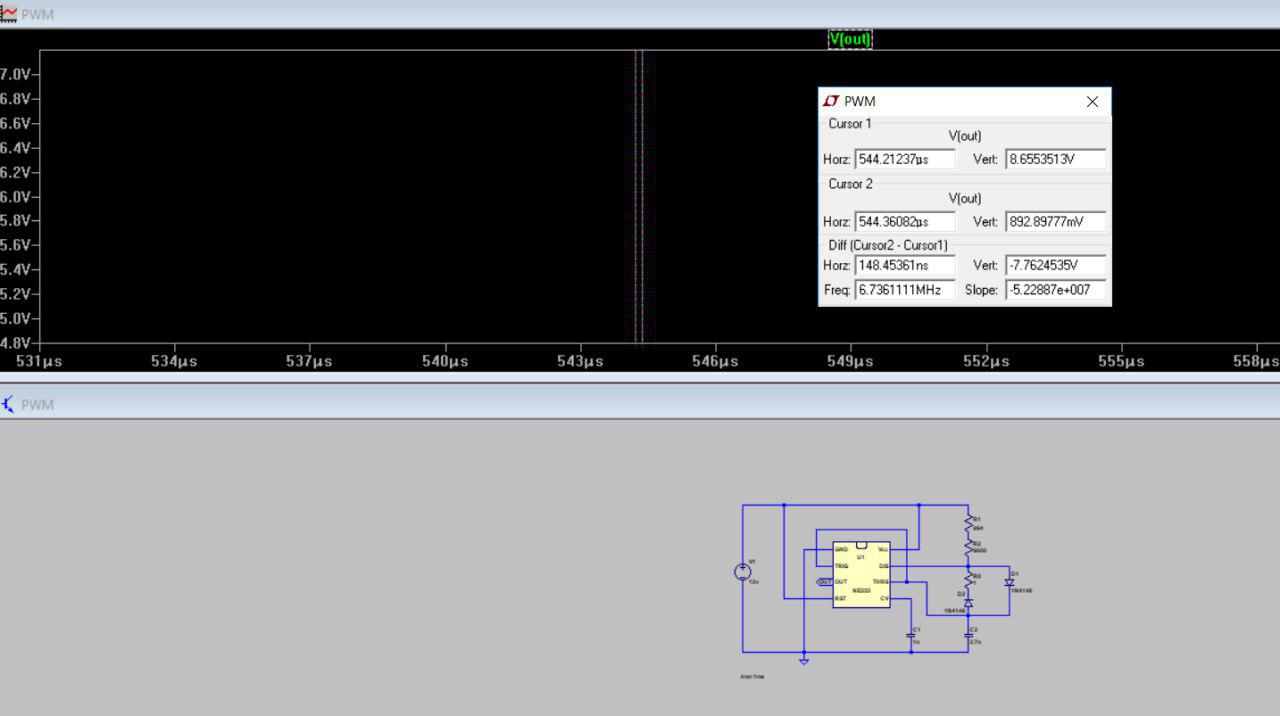 PWM
V(out)
7.0V
6.8V
6.6V
6.4V
6.2V
6.0V
5.8V
5.6V
5.4V
5.2V
5.0V
4.8V
531µs 534µs 537µs 540µs 543µs 546µs 549µs 552µs 555µs 558µs
PWM
Cursor 1
V(out)
Horz: 544.21237µs Vert: 8.6553513V
Cursor 2
V(out)
Horz: 544.36082µs Vert: 892.89777mV
Diff (Cursor2 - Cursor1)
Horz: 148.45361ns Vert: -7.7624535V
Freq: 6.7361111MHz Slope: -5.22887e+007
PWM
V1
12v
GND
TRIG
OUT
RST
U1
NE555
Vcc
DIS
THRS
CV
OUT
R1
R2
D1
1N4148
D2
1N4148
C1
C2
2.7n
.tran 1ms